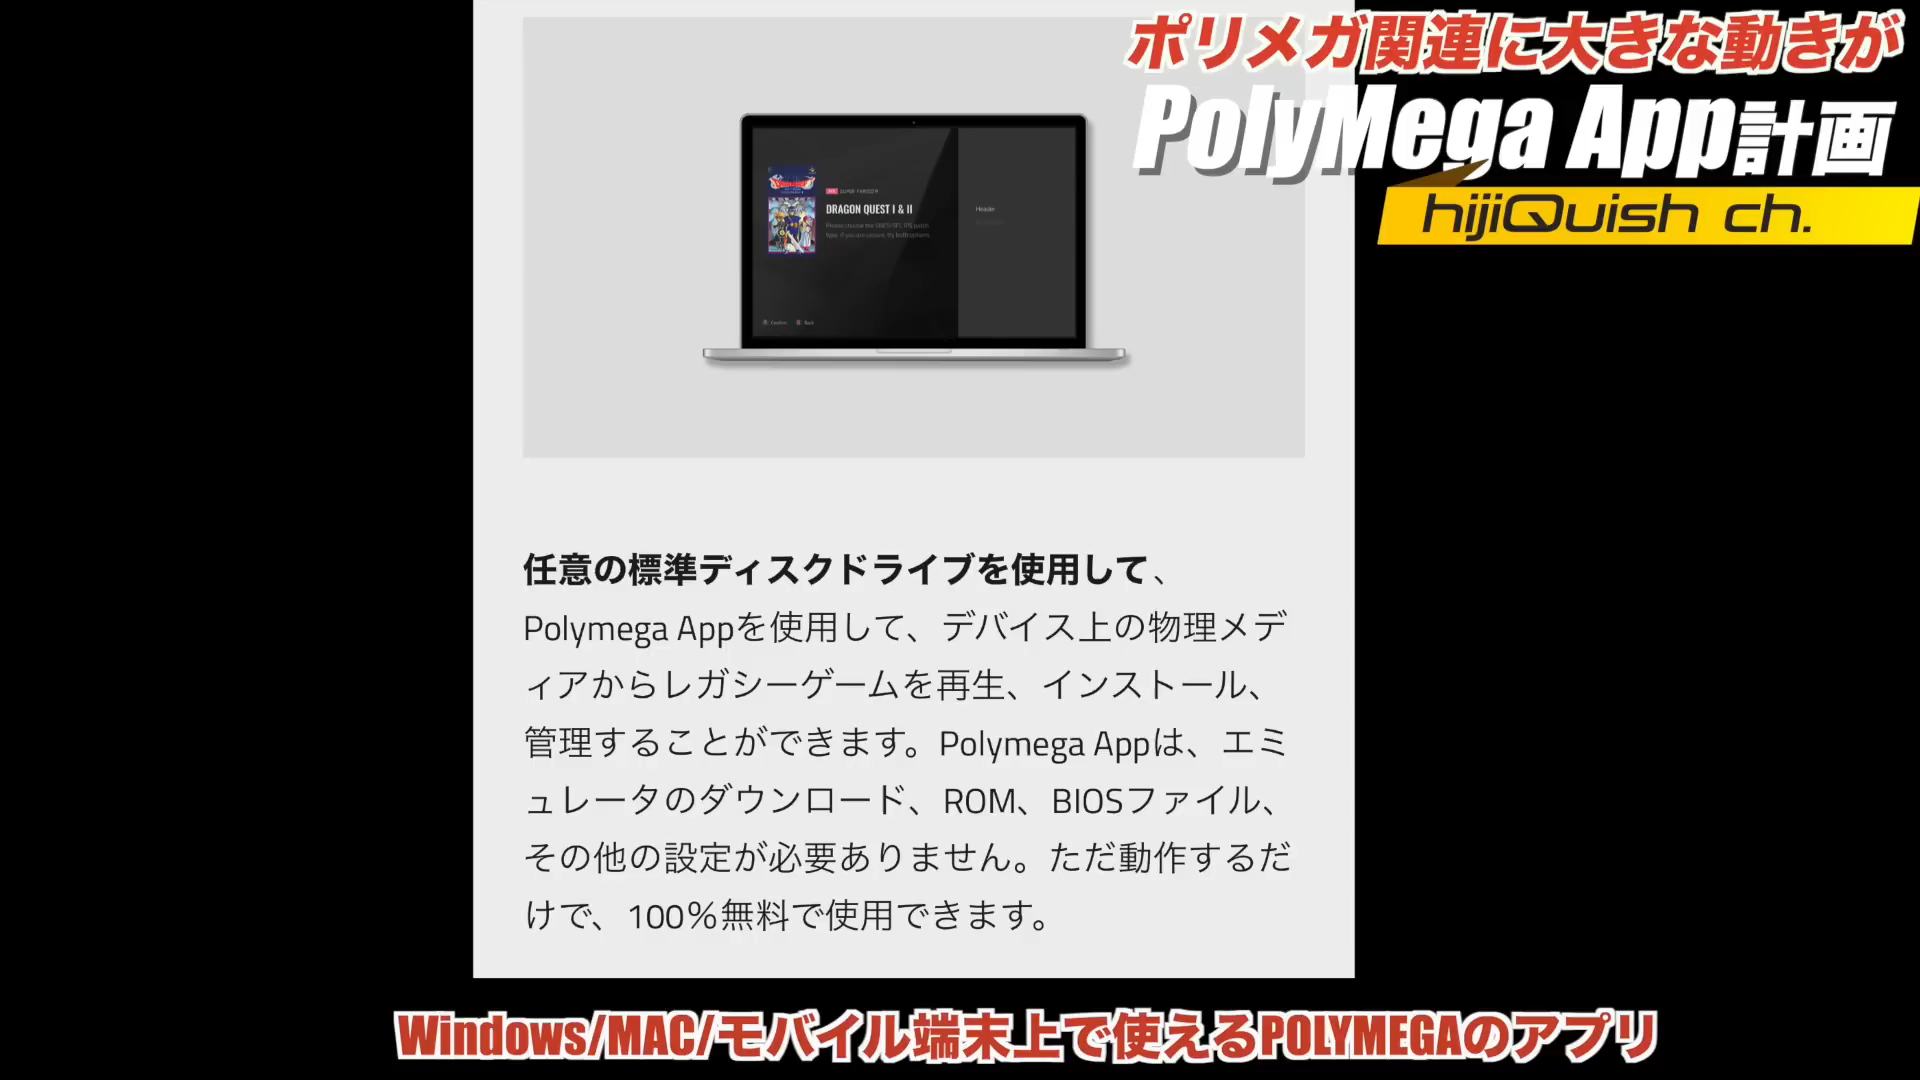 ポリメガ関連に大きな動きが
PolyMega App計画
hijiQuish ch.
SUPER FAMICOM
DRAGON QUEST I & II
Header
Confirm
Back
任意の標準ディスクドライブを使用して、
Polymega Appを使用して、デバイス上の物理メデ
ィアからレガシーゲームを再生、インストール、
管理することができます。Polymega Appは、エミ
ュレータのダウンロード、ROM、BIOSファイル、
その他の設定が必要ありません。ただ動作するだ
けで、100%無料で使用できます。
Windows/MAC/モバイル端末上で使えるPOLYMEGAのアプリ